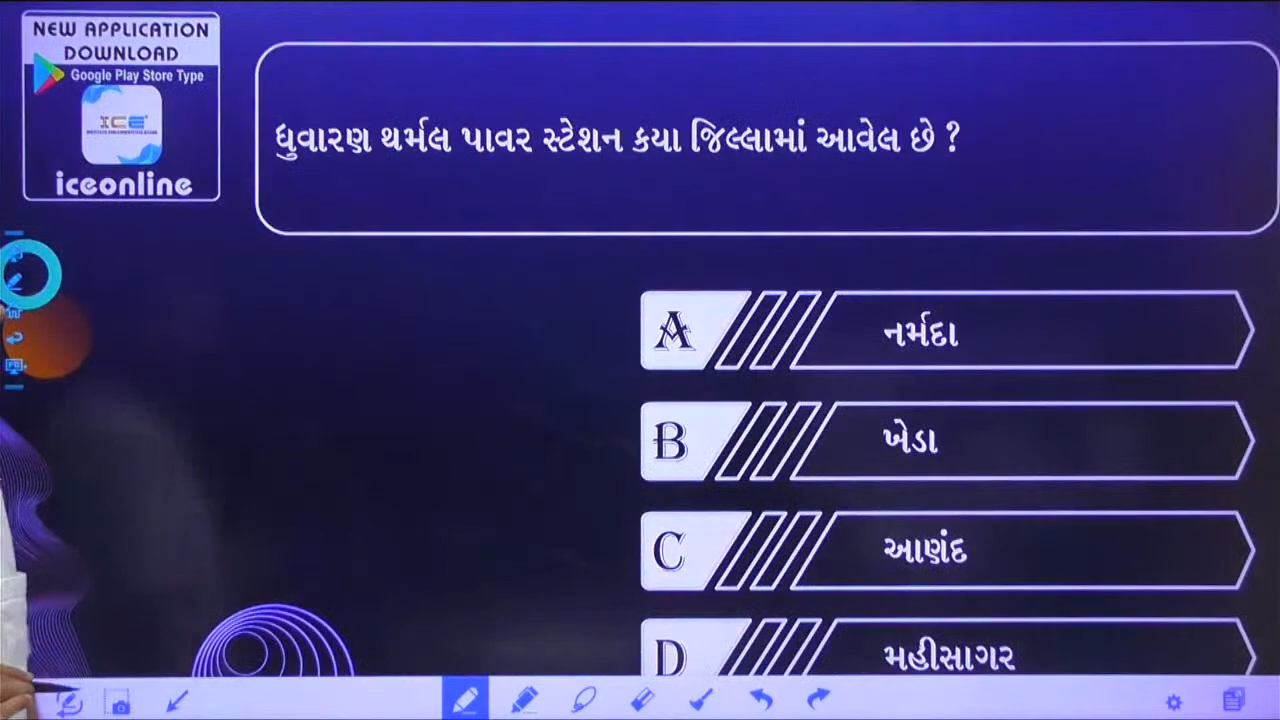 NEW APPLICATION
DOWNLOAD
Google Play Store Type
ICE
iceonline
ધુવારણ થર્મલ પાવર સ્ટેશન કયા જિલ્લામાં આવેલ છે ?
A નર્મદા
B ખેડા
C આણંદ
D મહીસાગર